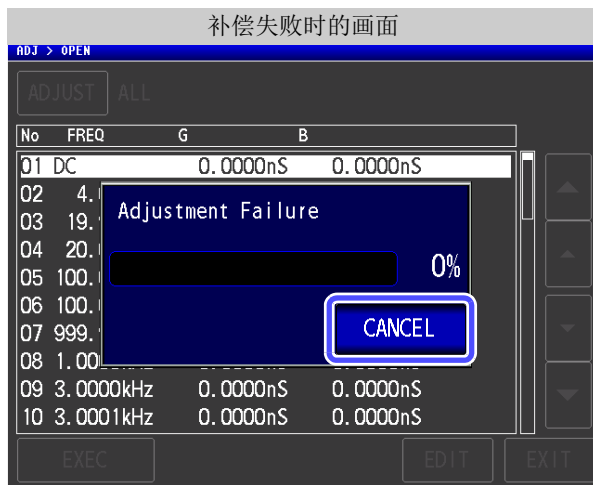 补偿失败时的画面
ADJ > OPEN
ADJUST ALL
No FREQ G B
01 DC 0.0000nS 0.0000nS
02 4.
03 19.
04 20.
05 100.
06 100.
07 999.
08 1.00
Adjustment Failure
0%
CANCEL
09 3.0000kHz 0.0000nS 0.0000nS
10 3.0001kHz 0.0000nS 0.0000nS
EXEC EDIT EXIT